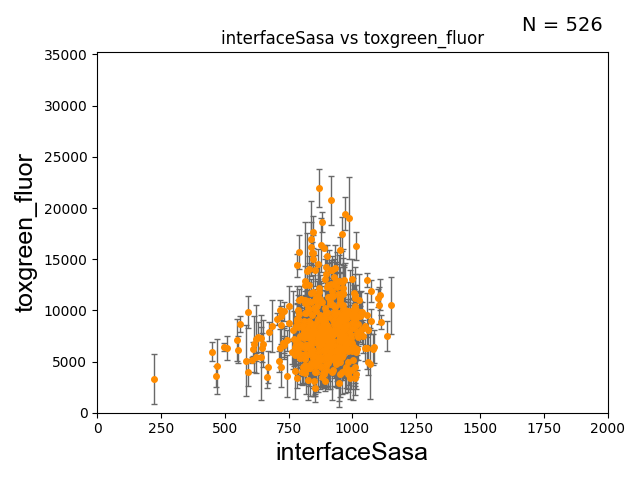 N = 526
interfaceSasa vs toxgreen_fluor
35000
30000
25000
20000
15000
10000
5000
0
toxgreen_fluor
0 250 500 750 1000 1250 1500 1750 2000
interfaceSasa